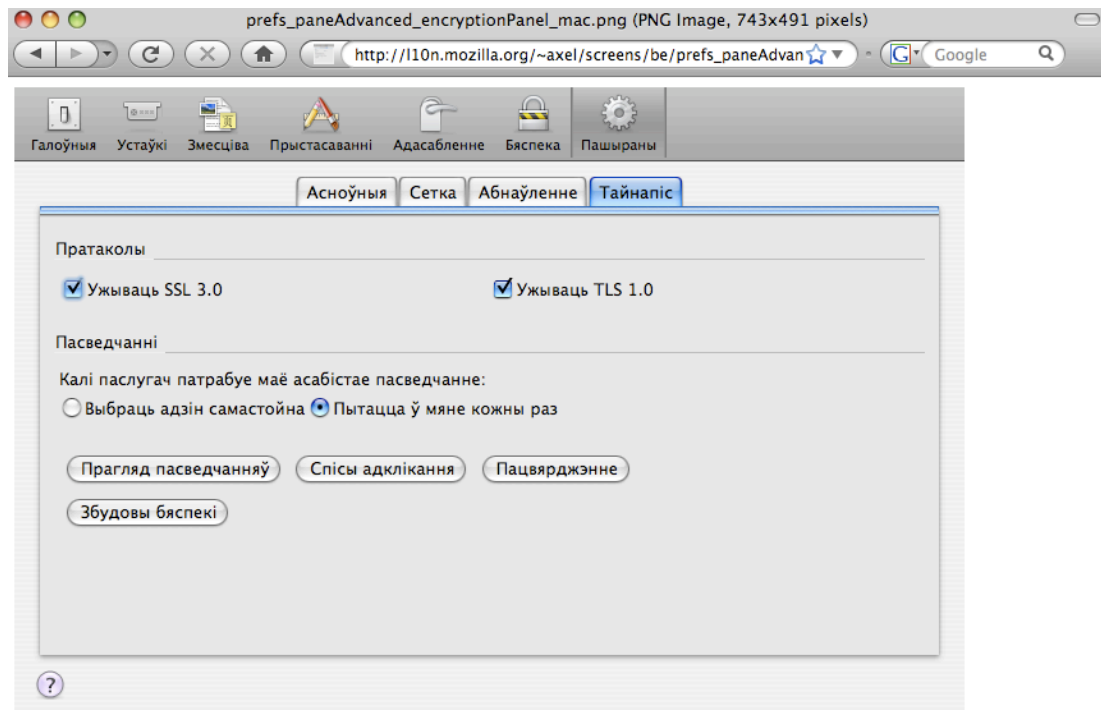 prefs_paneAdvanced_encryptionPanel_mac.png (PNG Image, 743x491 pixels)
http://l10n.mozilla.org/~axel/screens/be/prefs_paneAdvan
G Google
Галоўныя Устаўкі Змесціва Прыстасаванні Адасабленне Бяспека Пашыраны
Асноўныя Сетка Абнаўленне Тайнапіс
Пратаколы
Ужываць SSL 3.0 Ужываць TLS 1.0
Пасведчанні
Калі паслугач патрабуе маё асабістае пасведчанне:
Выбраць адзін самастойна Пытацца ў мяне кожны раз
Прагляд пасведчанняў Спісы адклікання Пацвярджэнне
Збудовы бяспекі
?